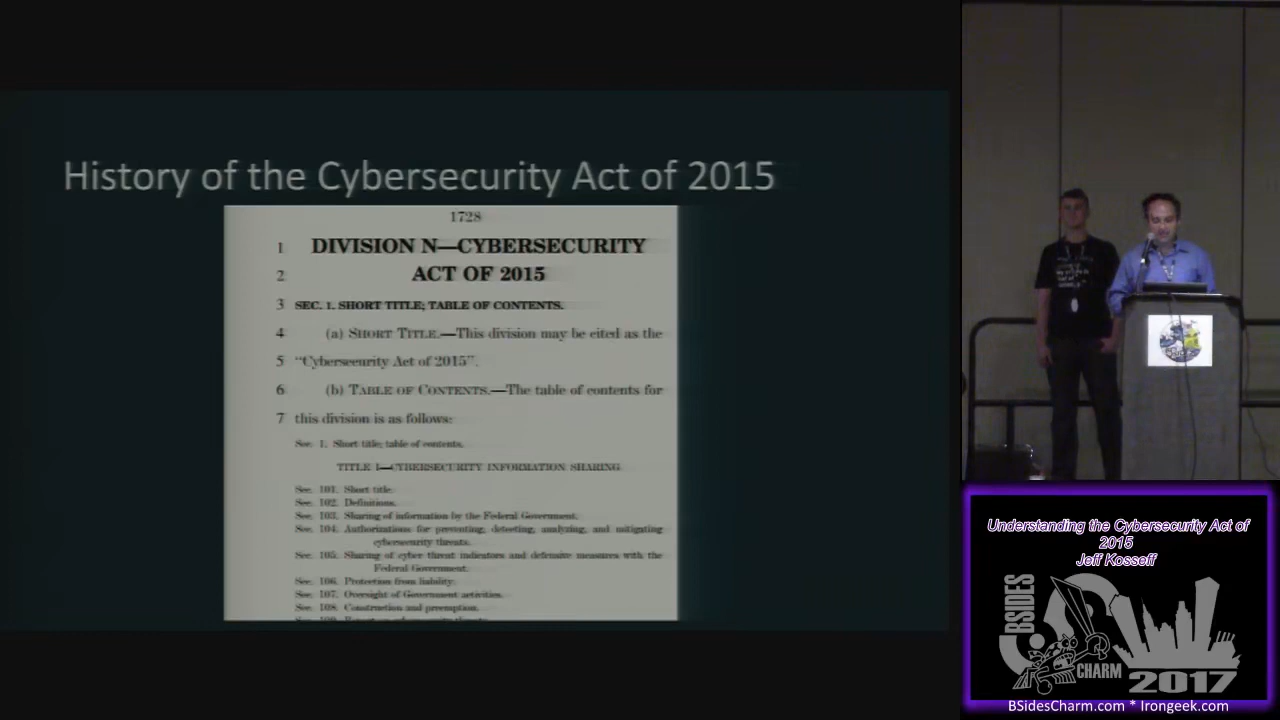 History of the Cybersecurity Act of 2015
1728
1 DIVISION N—CYBERSECURITY
2 ACT OF 2015
3 SEC. 1. SHORT TITLE; TABLE OF CONTENTS.
4 (a) SHORT TITLE.—This division may be cited as the
5 “Cybersecurity Act of 2015”.
6 (b) TABLE OF CONTENTS.—The table of contents for
7 this division is as follows:
Sec. 1. Short title; table of contents.
TITLE I—CYBERSECURITY INFORMATION SHARING
Sec. 101. Short title.
Sec. 102. Definitions.
Sec. 103. Sharing of information by the Federal Government.
Sec. 104. Authorizations for preventing, detecting, analyzing, and mitigating
cybersecurity threats.
Sec. 105. Sharing of cyber threat indicators and defensive measures with the
Federal Government.
Sec. 106. Protection from liability.
Sec. 107. Oversight of Government activities.
Sec. 108. Construction and preemption.
Understanding the Cybersecurity Act of
2015
Jeff Kosseff
BSIDES
CHARM
2017
BSidesCharm.com * Irongeek.com